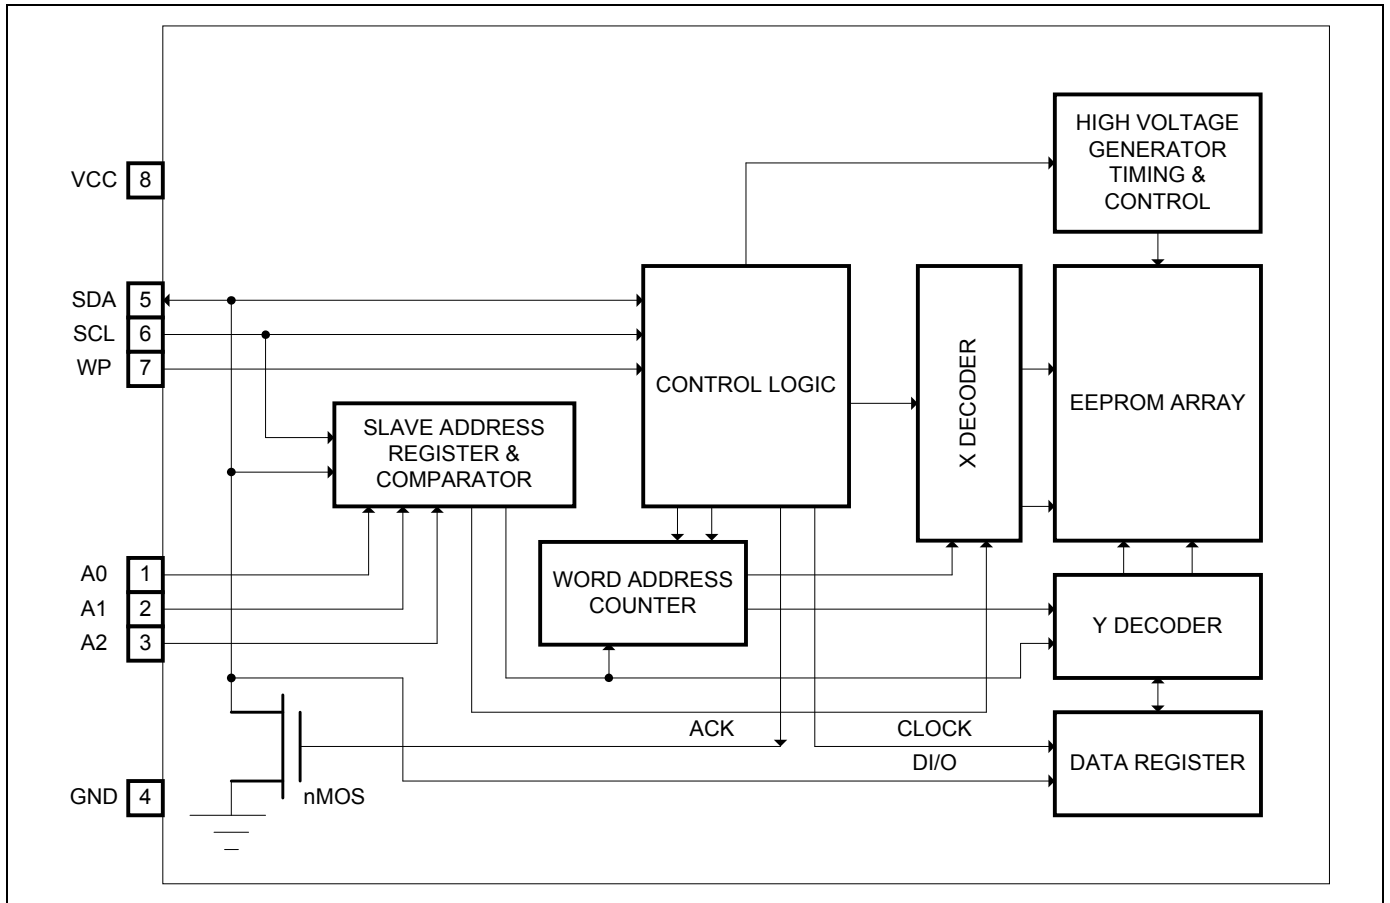 HIGH VOLTAGE
GENERATOR
TIMING &
CONTROL
VCC 8
SDA 5
SCL 6
WP 7
CONTROL LOGIC
X DECODER
EEPROM ARRAY
SLAVE ADDRESS
REGISTER &
COMPARATOR
A0 1
A1 2
A2 3
WORD ADDRESS
COUNTER
Y DECODER
ACK
CLOCK
DI/O
DATA REGISTER
GND 4
nMOS